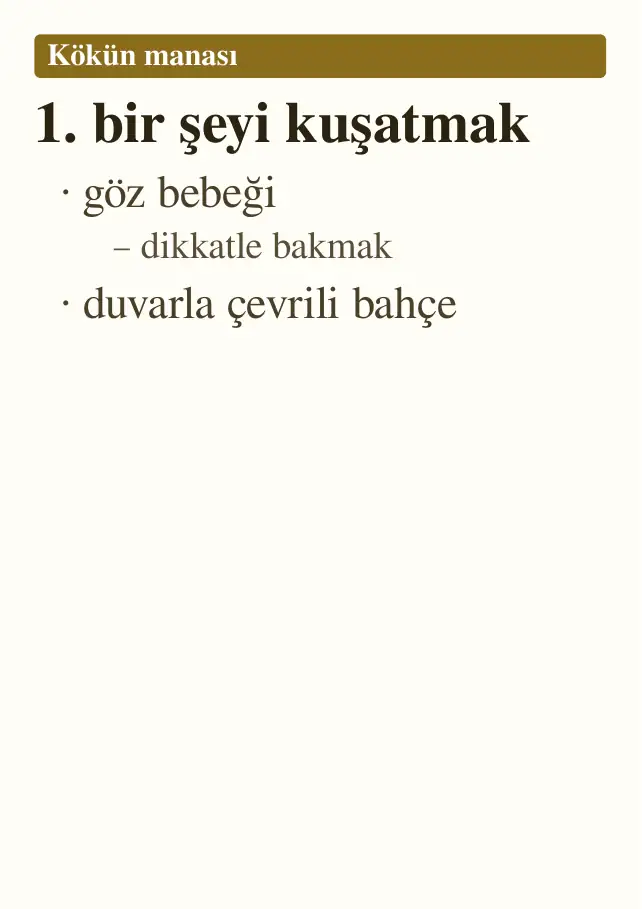 Kökün manası
1. bir şeyi kuşatmak
· göz bebeği
– dikkatle bakmak
· duvarla çevrili bahçe